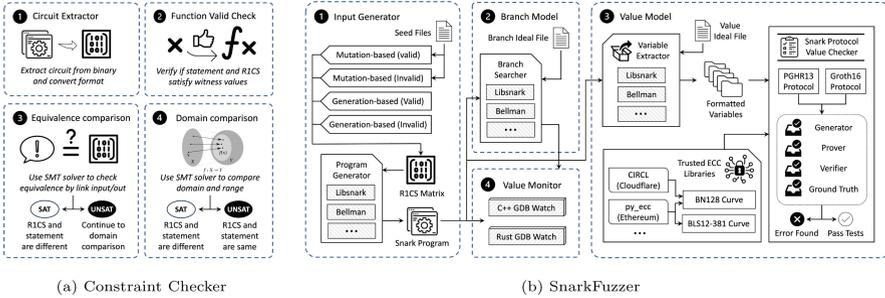 1 Circuit Extractor
Extract circuit from binary
and convert format
2 Function Valid Check
Verify if statement and R1CS
satisfy witness values
3 Equivalence comparison
Use SMT solver to check
equivalence by link input/out
SAT
UNSAT
R1CS and
statement
are different
Continue to
domain
comparison
4 Domain comparison
X
f(x)
Y
f : X → Y
Use SMT solver to compare
domain and range
SAT
UNSAT
R1CS and
statement
are different
R1CS and
statement
are same
(a) Constraint Checker
1 Input Generator
Seed Files
Mutation-based (valid)
Mutation-based (Invalid)
Generation-based (Valid)
Generation-based (Invalid)
Program
Generator
Libsnark
Bellman
•••
R1CS Matrix
Snark Program
2 Branch Model
Branch Ideal File
Branch
Searcher
Libsnark
Bellman
•••
4 Value Monitor
C++ GDB Watch
Rust GDB Watch
3 Value Model
Value
Ideal File
Variable
Extractor
Libsnark
Bellman
•••
Formatted
Variables
Trusted ECC
Libraries
CIRCL
(Cloudflare)
py_ecc
(Ethereum)
•••
BN128 Curve
BLS12-381 Curve
Snark Protocol
Value Checker
PGHR13
Protocol
Groth16
Protocol
Generator
Prover
Verifier
Ground Truth
Error Found
Pass Tests
(b) SnarkFuzzer